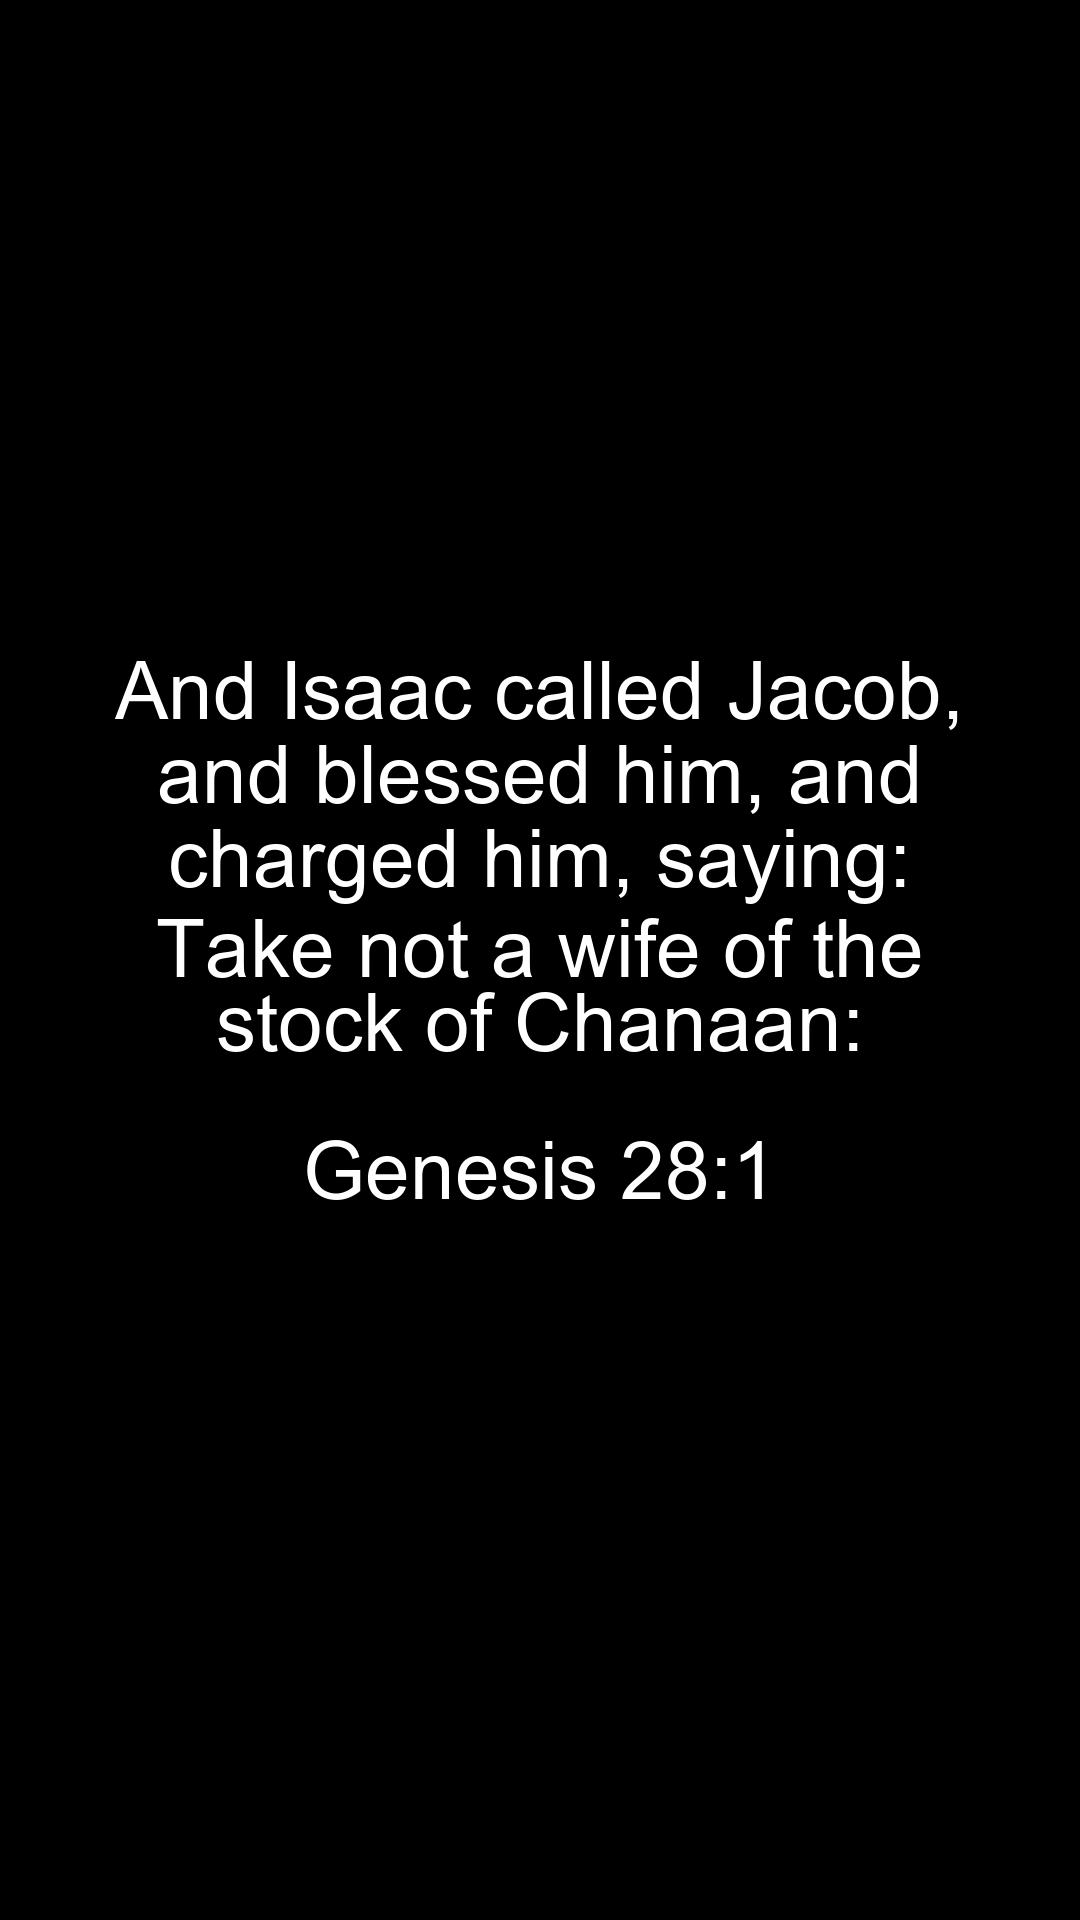 And Isaac called Jacob,
and blessed him, and
charged him, saying:
Take not a wife of the
stock of Chanaan:
Genesis 28:1